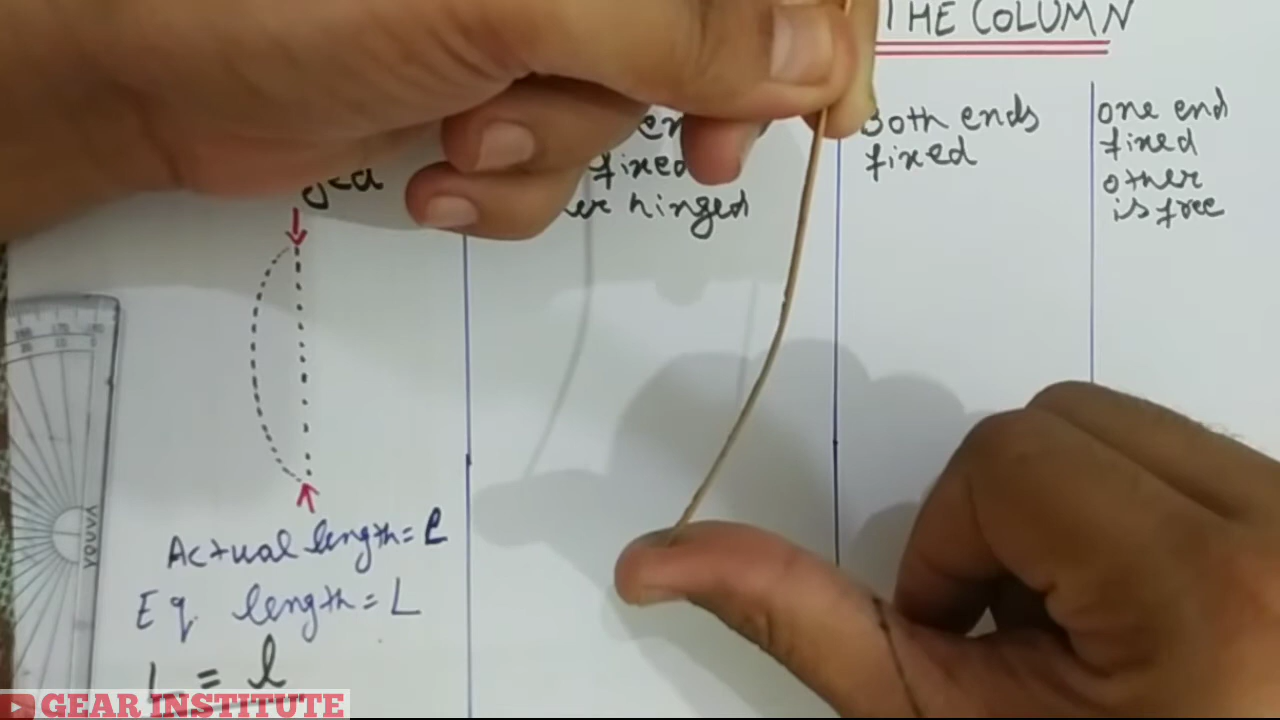 THE COLUMN
Both ends
fixed
one end
fixed
other
is free
fixed
hinged
Actual length = l
Eq. length = L
L = l
YOUVA
GEAR INSTITUTE